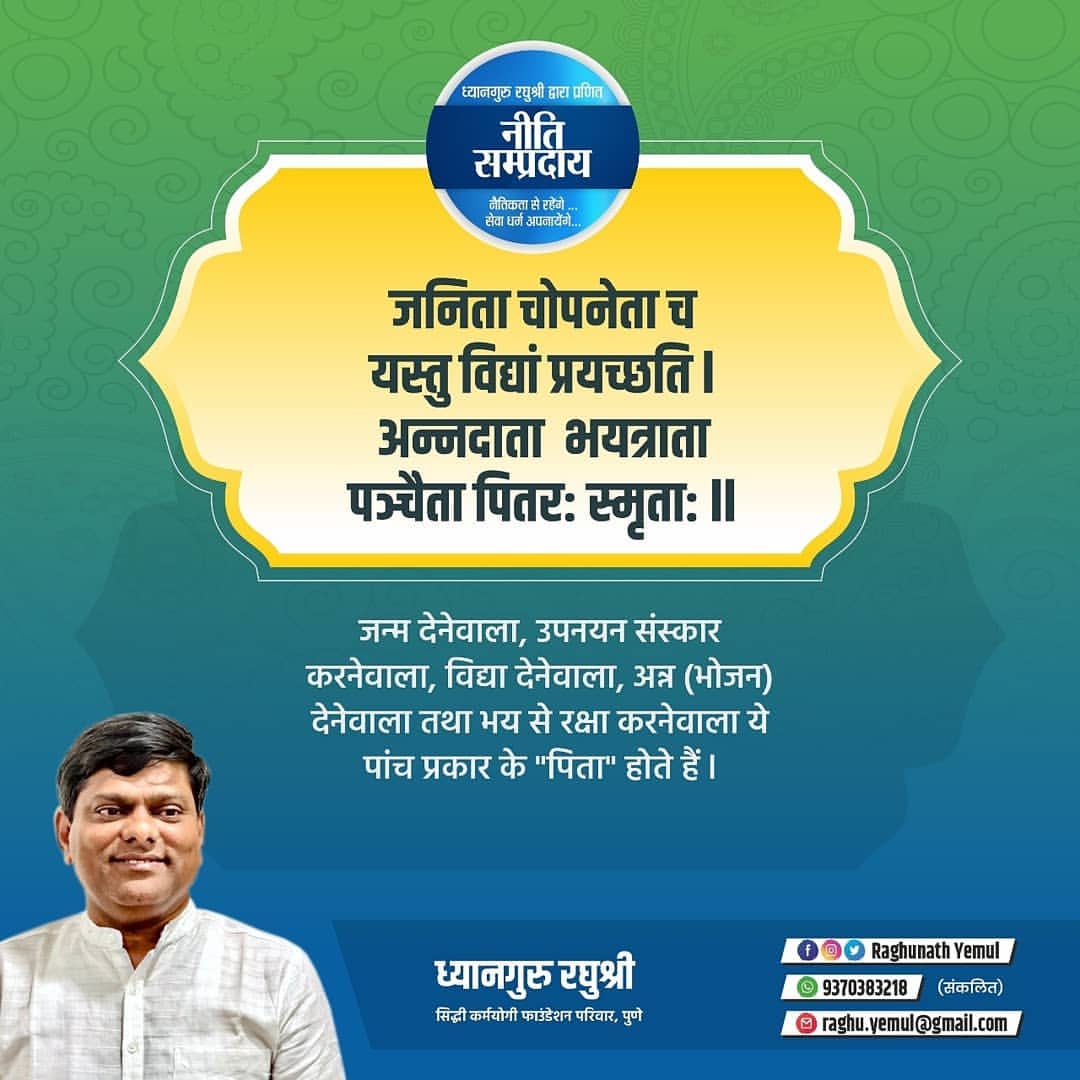 ध्यानगुरु रघुश्री द्वारा प्रणित
नीति
सम्प्रदाय
नैतिकता से रहेंगे ...
सेवा धर्म अपनायेंगे...
जनिता चोपनेता च
यस्तु विद्यां प्रयच्छति ।
अन्नदाता भयत्राता
पञ्चैता पितरः स्मृताः ॥
जन्म देनेवाला, उपनयन संस्कार
करनेवाला, विद्या देनेवाला, अन्न (भोजन)
देनेवाला तथा भय से रक्षा करनेवाला ये
पांच प्रकार के "पिता" होते हैं ।
ध्यानगुरु रघुश्री
सिद्धी कर्मयोगी फाउंडेशन परिवार, पुणे
Raghunath Yemul
9370383218 (संकलित)
raghu.yemul@gmail.com